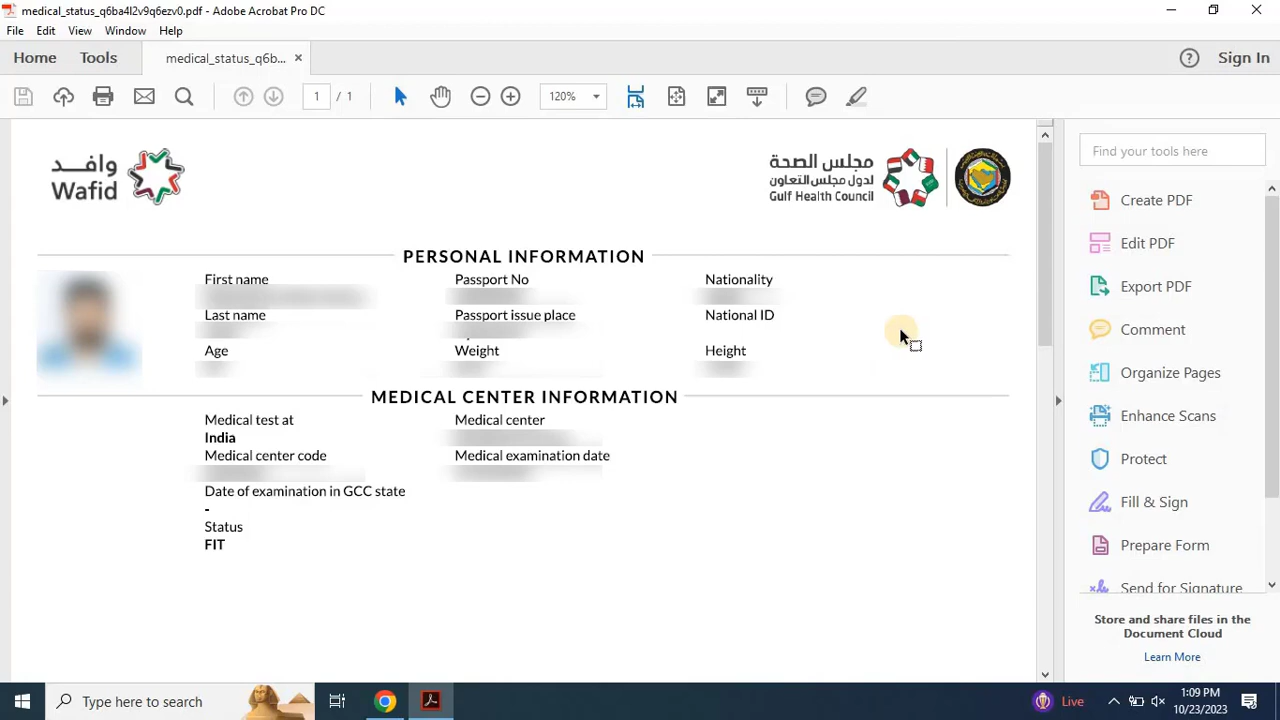 medical_status_q6ba4l2v9q6ezv0.pdf - Adobe Acrobat Pro DC
File Edit View Window Help
Home Tools medical_status_q6b... × Sign In
1 / 1 120%
وافد
Wafid
مجلس الصحة
لدول مجلس التعاون
Gulf Health Council
PERSONAL INFORMATION
First name Passport No Nationality
Last name Passport issue place National ID
Age Weight Height
MEDICAL CENTER INFORMATION
Medical test at Medical center
India
Medical center code Medical examination date
Date of examination in GCC state
-
Status
FIT
Find your tools here
Create PDF
Edit PDF
Export PDF
Comment
Organize Pages
Enhance Scans
Protect
Fill & Sign
Prepare Form
Send for Signature
Store and share files in the
Document Cloud
Learn More
Type here to search
Live
1:09 PM
10/23/2023